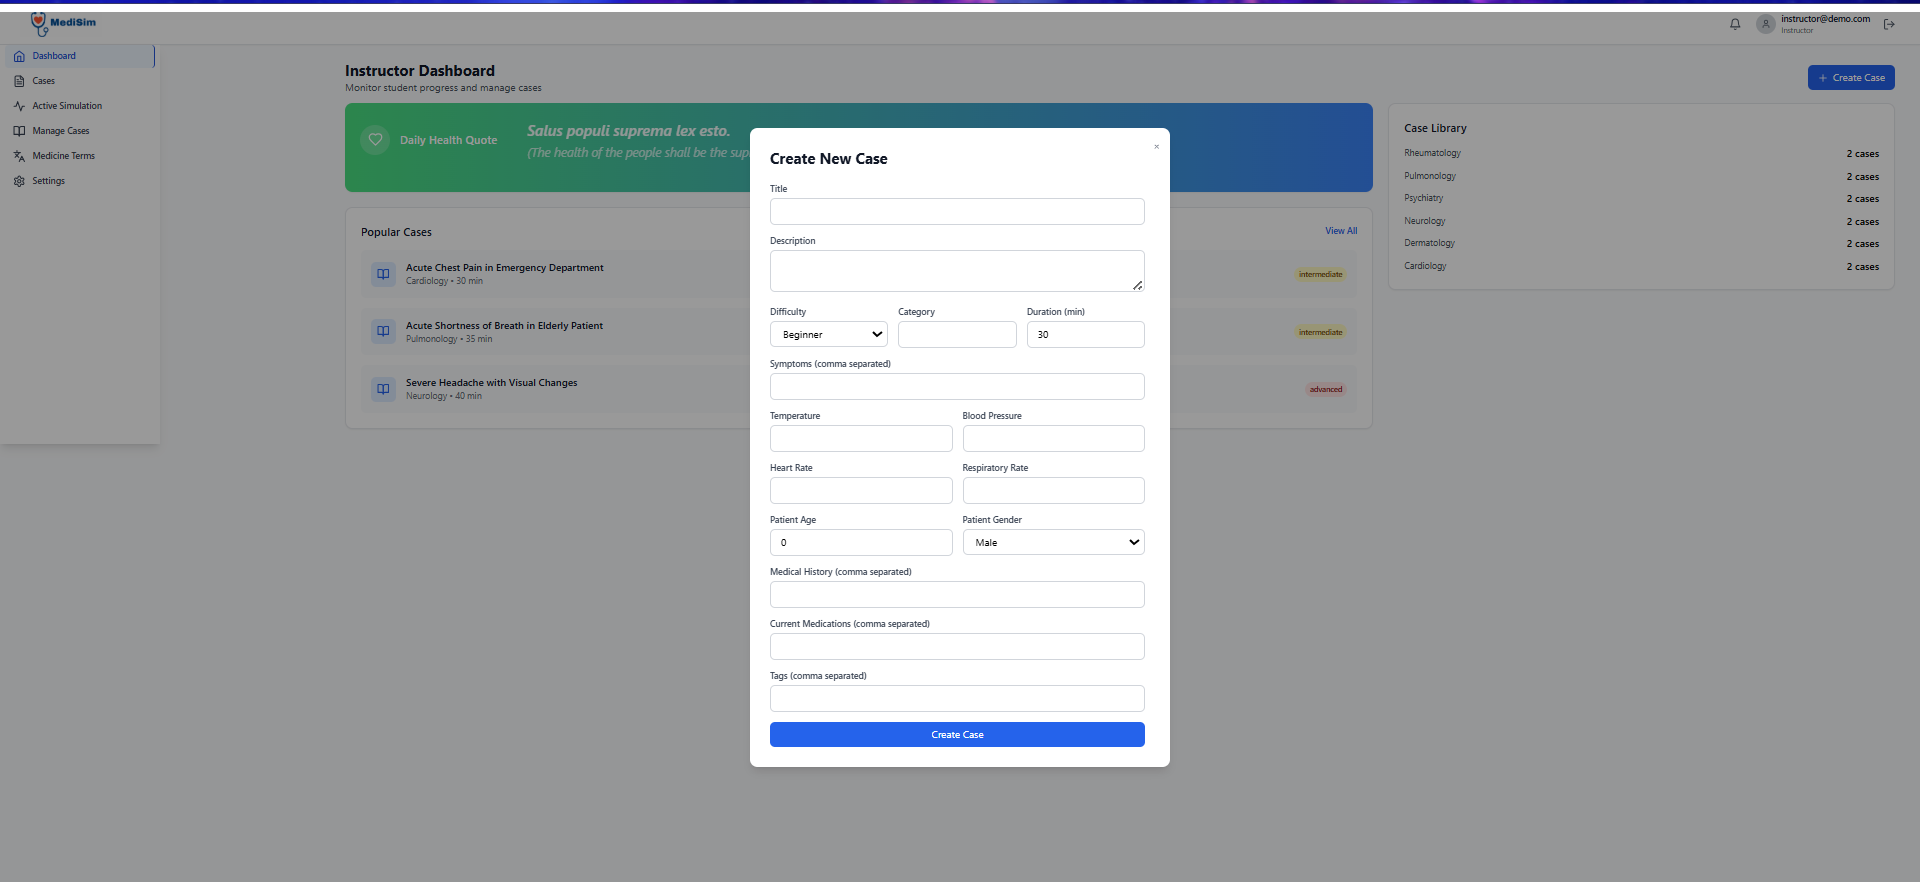 MediSim
instructor@demo.com
Instructor
Dashboard
Cases
Active Simulation
Manage Cases
Medicine Terms
Settings
Instructor Dashboard
Monitor student progress and manage cases
Create Case
Daily Health Quote
Salus populi suprema lex esto.
(The health of the people shall be the sup
Popular Cases
View All
Acute Chest Pain in Emergency Department
Cardiology • 30 min
intermediate
Acute Shortness of Breath in Elderly Patient
Pulmonology • 35 min
intermediate
Severe Headache with Visual Changes
Neurology • 40 min
advanced
Case Library
Rheumatology 2 cases
Pulmonology 2 cases
Psychiatry 2 cases
Neurology 2 cases
Dermatology 2 cases
Cardiology 2 cases
Create New Case
×
Title
Description
Difficulty Category Duration (min)
Beginner 30
Symptoms (comma separated)
Temperature Blood Pressure
Heart Rate Respiratory Rate
Patient Age Patient Gender
0 Male
Medical History (comma separated)
Current Medications (comma separated)
Tags (comma separated)
Create Case